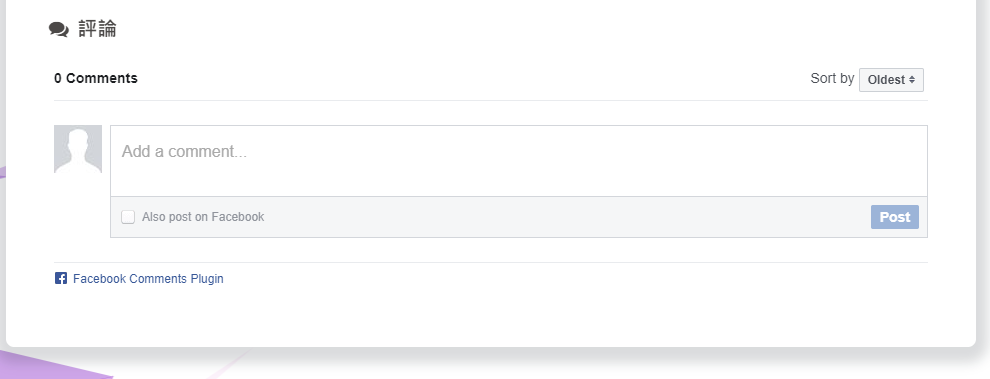 評論
0 Comments
Sort by Oldest
Add a comment...
Also post on Facebook
Post
Facebook Comments Plugin